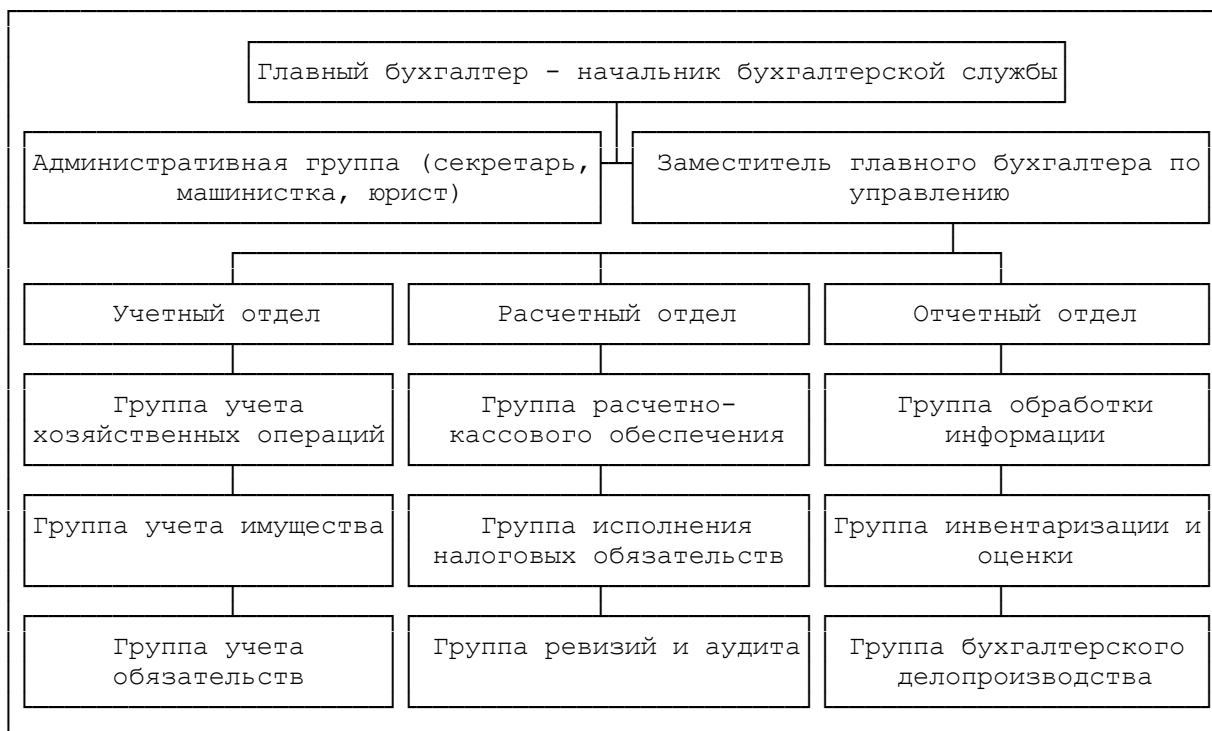 Главный бухгалтер - начальник бухгалтерской службы
Административная группа (секретарь,
машинистка, юрист)
Заместитель главного бухгалтера по
управлению
Учетный отдел
Расчетный отдел
Отчетный отдел
Группа учета
хозяйственных операций
Группа расчетно-
кассового обеспечения
Группа обработки
информации
Группа учета имущества
Группа исполнения
налоговых обязательств
Группа инвентаризации и
оценки
Группа учета
обязательств
Группа ревизий и аудита
Группа бухгалтерского
делопроизводства